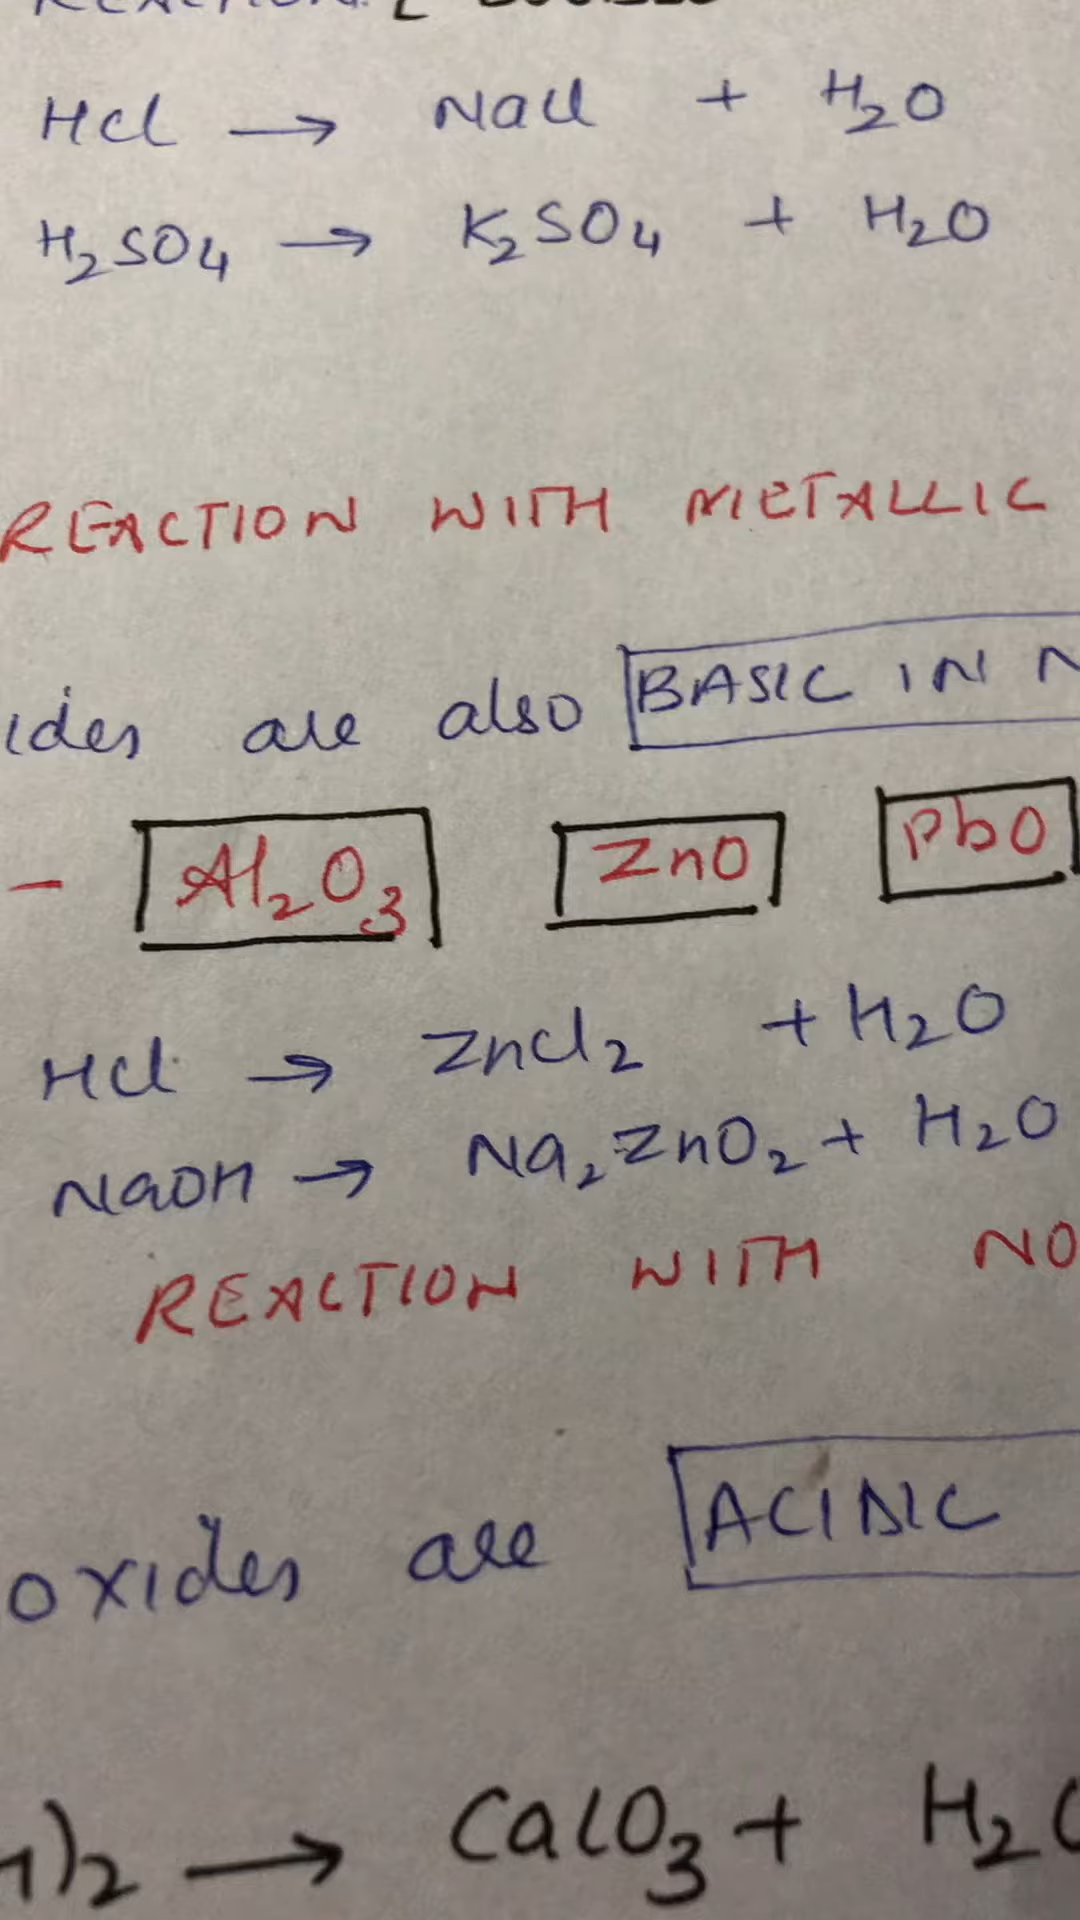 HCl → NaCl + H₂O
H₂SO₄ → K₂SO₄ + H₂O
REACTION WITH METALLIC
ides are also BASIC IN N
- Al₂O₃ ZnO PbO
HCl → ZnCl₂ + H₂O
NaOH → Na₂ZnO₂ + H₂O
REACTION WITH NO
oxides are ACIDIC
)₂ → CaCO₃ + H₂O